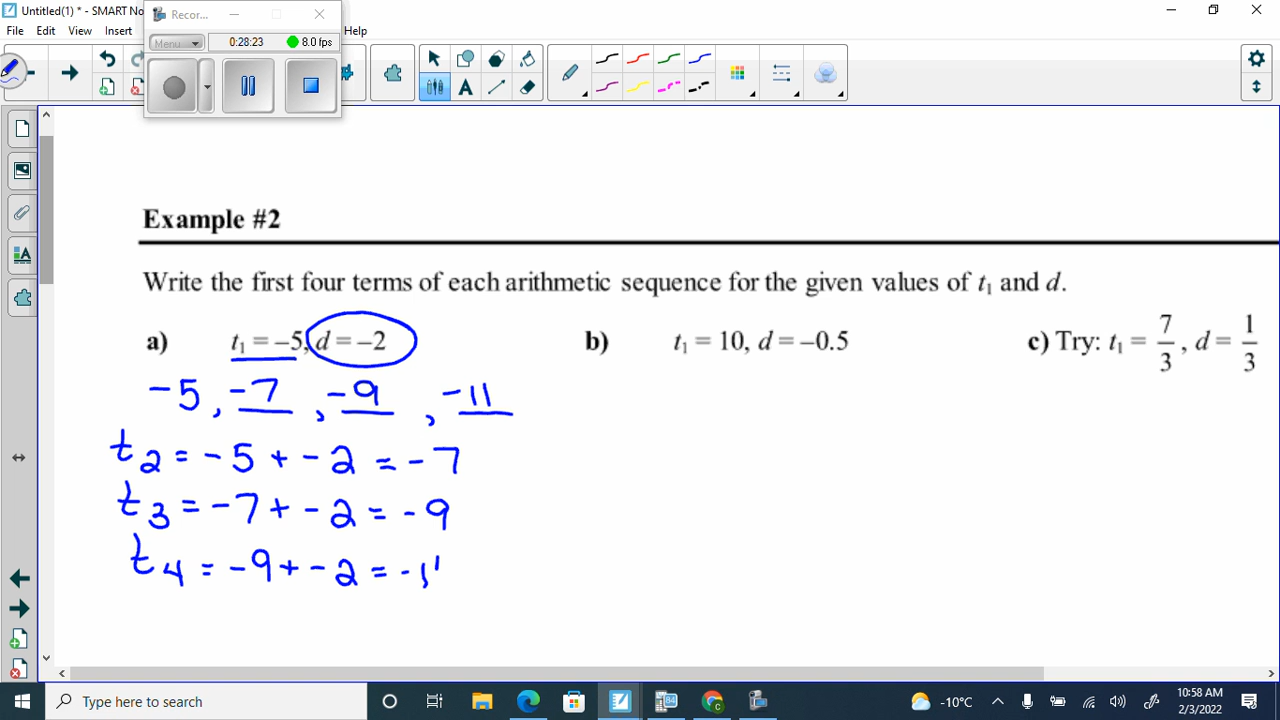 Untitled(1) * - SMART No
Recor...
File Edit View Insert Help
Menu 0:28:23 8.0 fps
Example #2
Write the first four terms of each arithmetic sequence for the given values of t₁ and d.
a) t₁ = –5, d = –2 b) t₁ = 10, d = –0.5 c) Try: t₁ = 7/3 , d = 1/3
-5, -7, -9, -11
t₂ = -5 + -2 = -7
t₃ = -7 + -2 = -9
t₄ = -9 + -2 = -11
Type here to search
-10°C
10:58 AM
2/3/2022